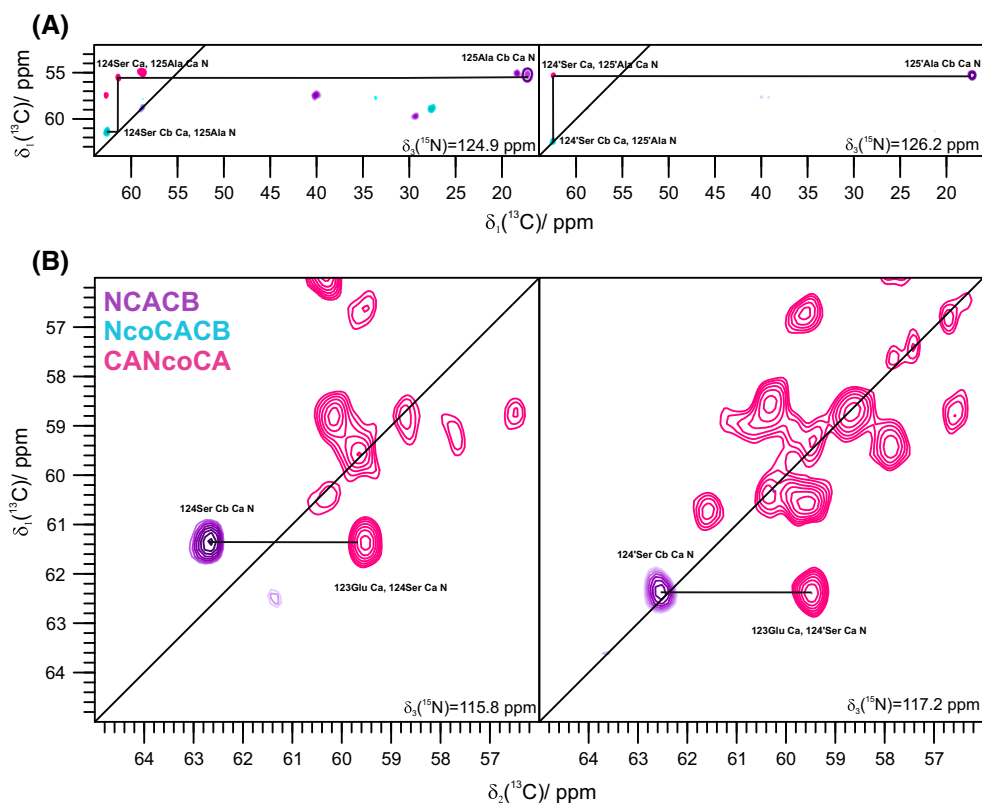 (A)
124Ser Ca, 125Ala Ca N
125Ala Cb Ca N
124Ser Cb Ca, 125Ala N
δ3(15N)=124.9 ppm
124'Ser Ca, 125'Ala Ca N
125'Ala Cb Ca N
124'Ser Cb Ca, 125'Ala N
δ3(15N)=126.2 ppm
δ1(13C)/ ppm
55
60
60 55 50 45 40 35 30 25 20 60 55 50 45 40 35 30 25 20
δ1(13C)/ ppm
(B)
NCACB
NcoCACB
CANcoCA
124Ser Cb Ca N
123Glu Ca, 124Ser Ca N
δ3(15N)=115.8 ppm
124'Ser Cb Ca N
123Glu Ca, 124'Ser Ca N
δ3(15N)=117.2 ppm
δ1(13C)/ ppm
57
58
59
60
61
62
63
64
64 63 62 61 60 59 58 57 64 63 62 61 60 59 58 57
δ2(13C)/ ppm